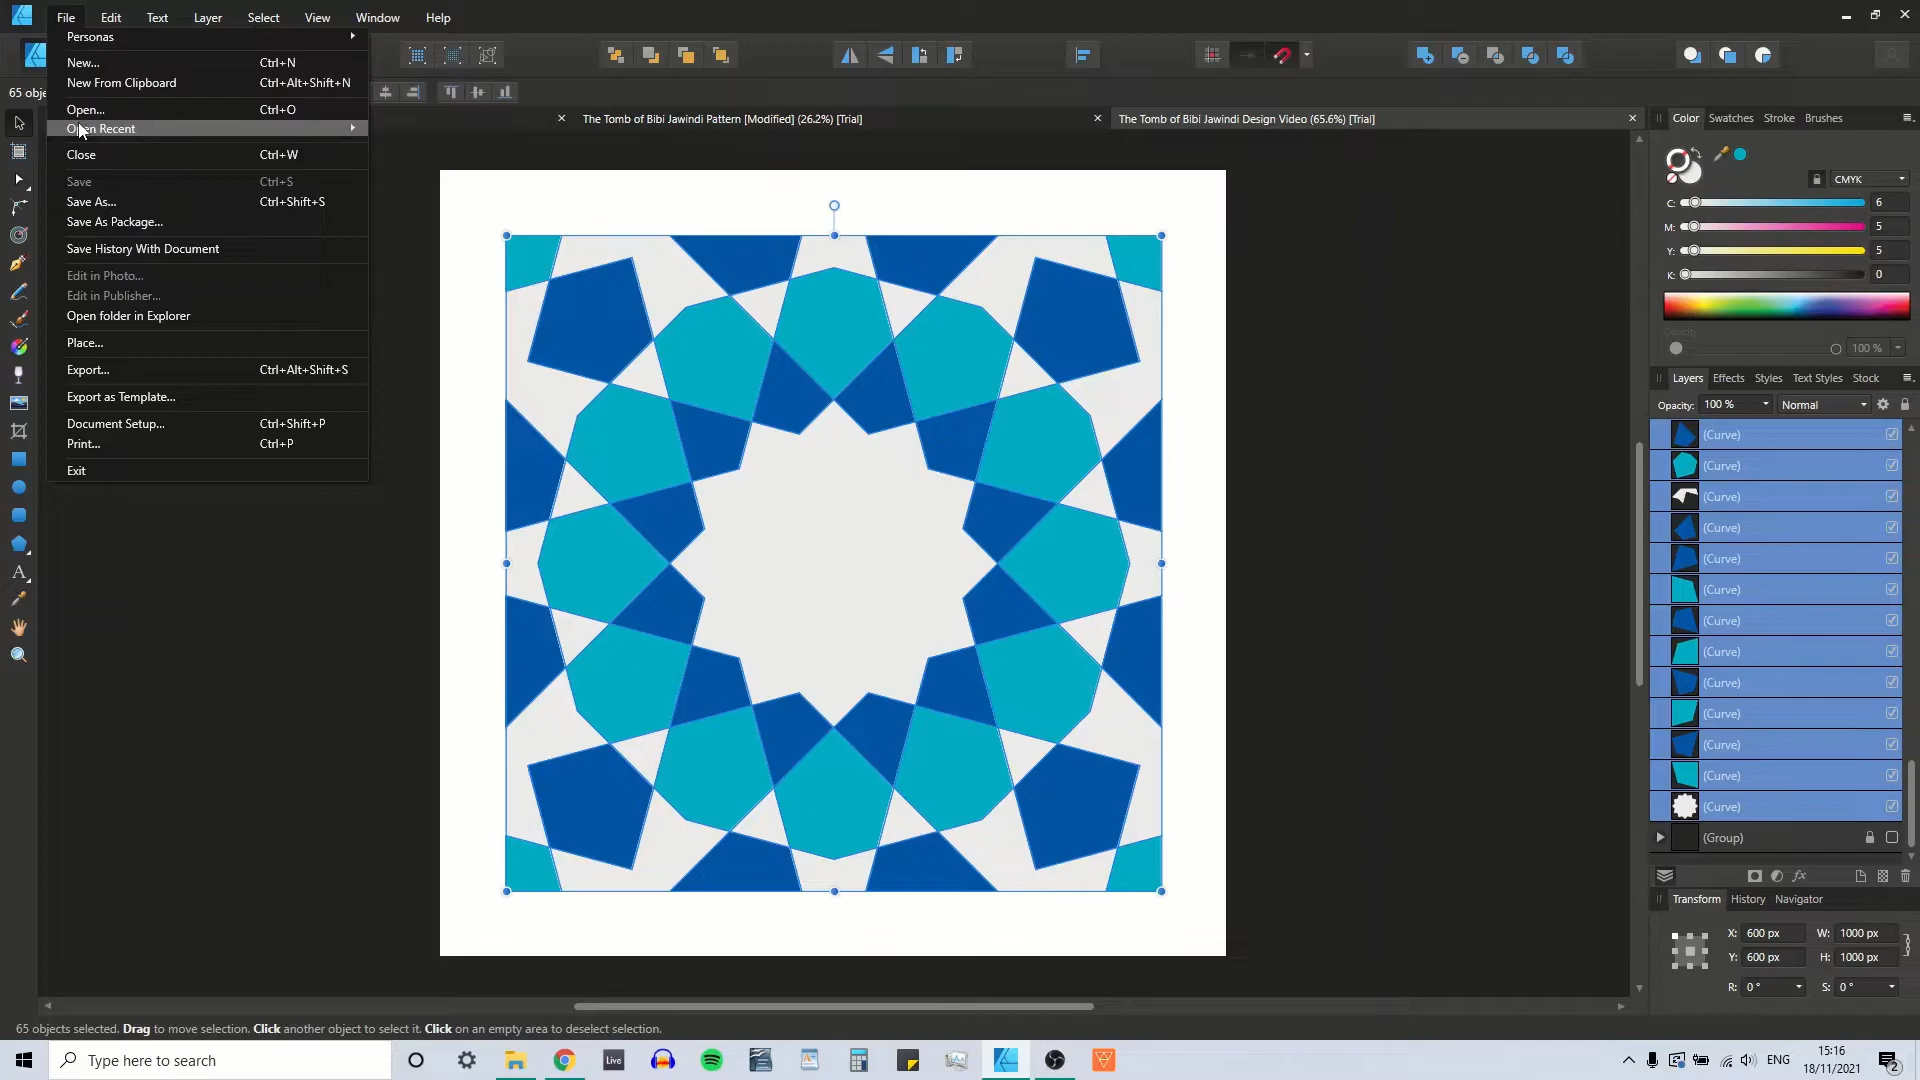 File Edit Text Layer Select View Window Help
Personas
New... Ctrl+N
New From Clipboard Ctrl+Alt+Shift+N
Open... Ctrl+O
Open Recent
Close Ctrl+W
Save Ctrl+S
Save As... Ctrl+Shift+S
Save As Package...
Save History With Document
Edit in Photo...
Edit in Publisher...
Open folder in Explorer
Place...
Export... Ctrl+Alt+Shift+S
Export as Template...
Document Setup... Ctrl+Shift+P
Print... Ctrl+P
Exit
65 obje
The Tomb of Bibi Jawindi Pattern [Modified] (26.2%) [Trial]
The Tomb of Bibi Jawindi Design Video (65.6%) [Trial]
Color Swatches Stroke Brushes
CMYK
C: 6
M: 5
Y: 5
K: 0
Opacity
100 %
Layers Effects Styles Text Styles Stock
Opacity: 100 % Normal
(Curve)
(Curve)
(Curve)
(Curve)
(Curve)
(Curve)
(Curve)
(Curve)
(Curve)
(Curve)
(Curve)
(Curve)
(Curve)
(Group)
fx
Transform History Navigator
X: 600 px W: 1000 px
Y: 600 px H: 1000 px
R: 0 ° S: 0 °
65 objects selected. Drag to move selection. Click another object to select it. Click on an empty area to deselect selection.
Type here to search
Live
ENG
15:16
18/11/2021
2